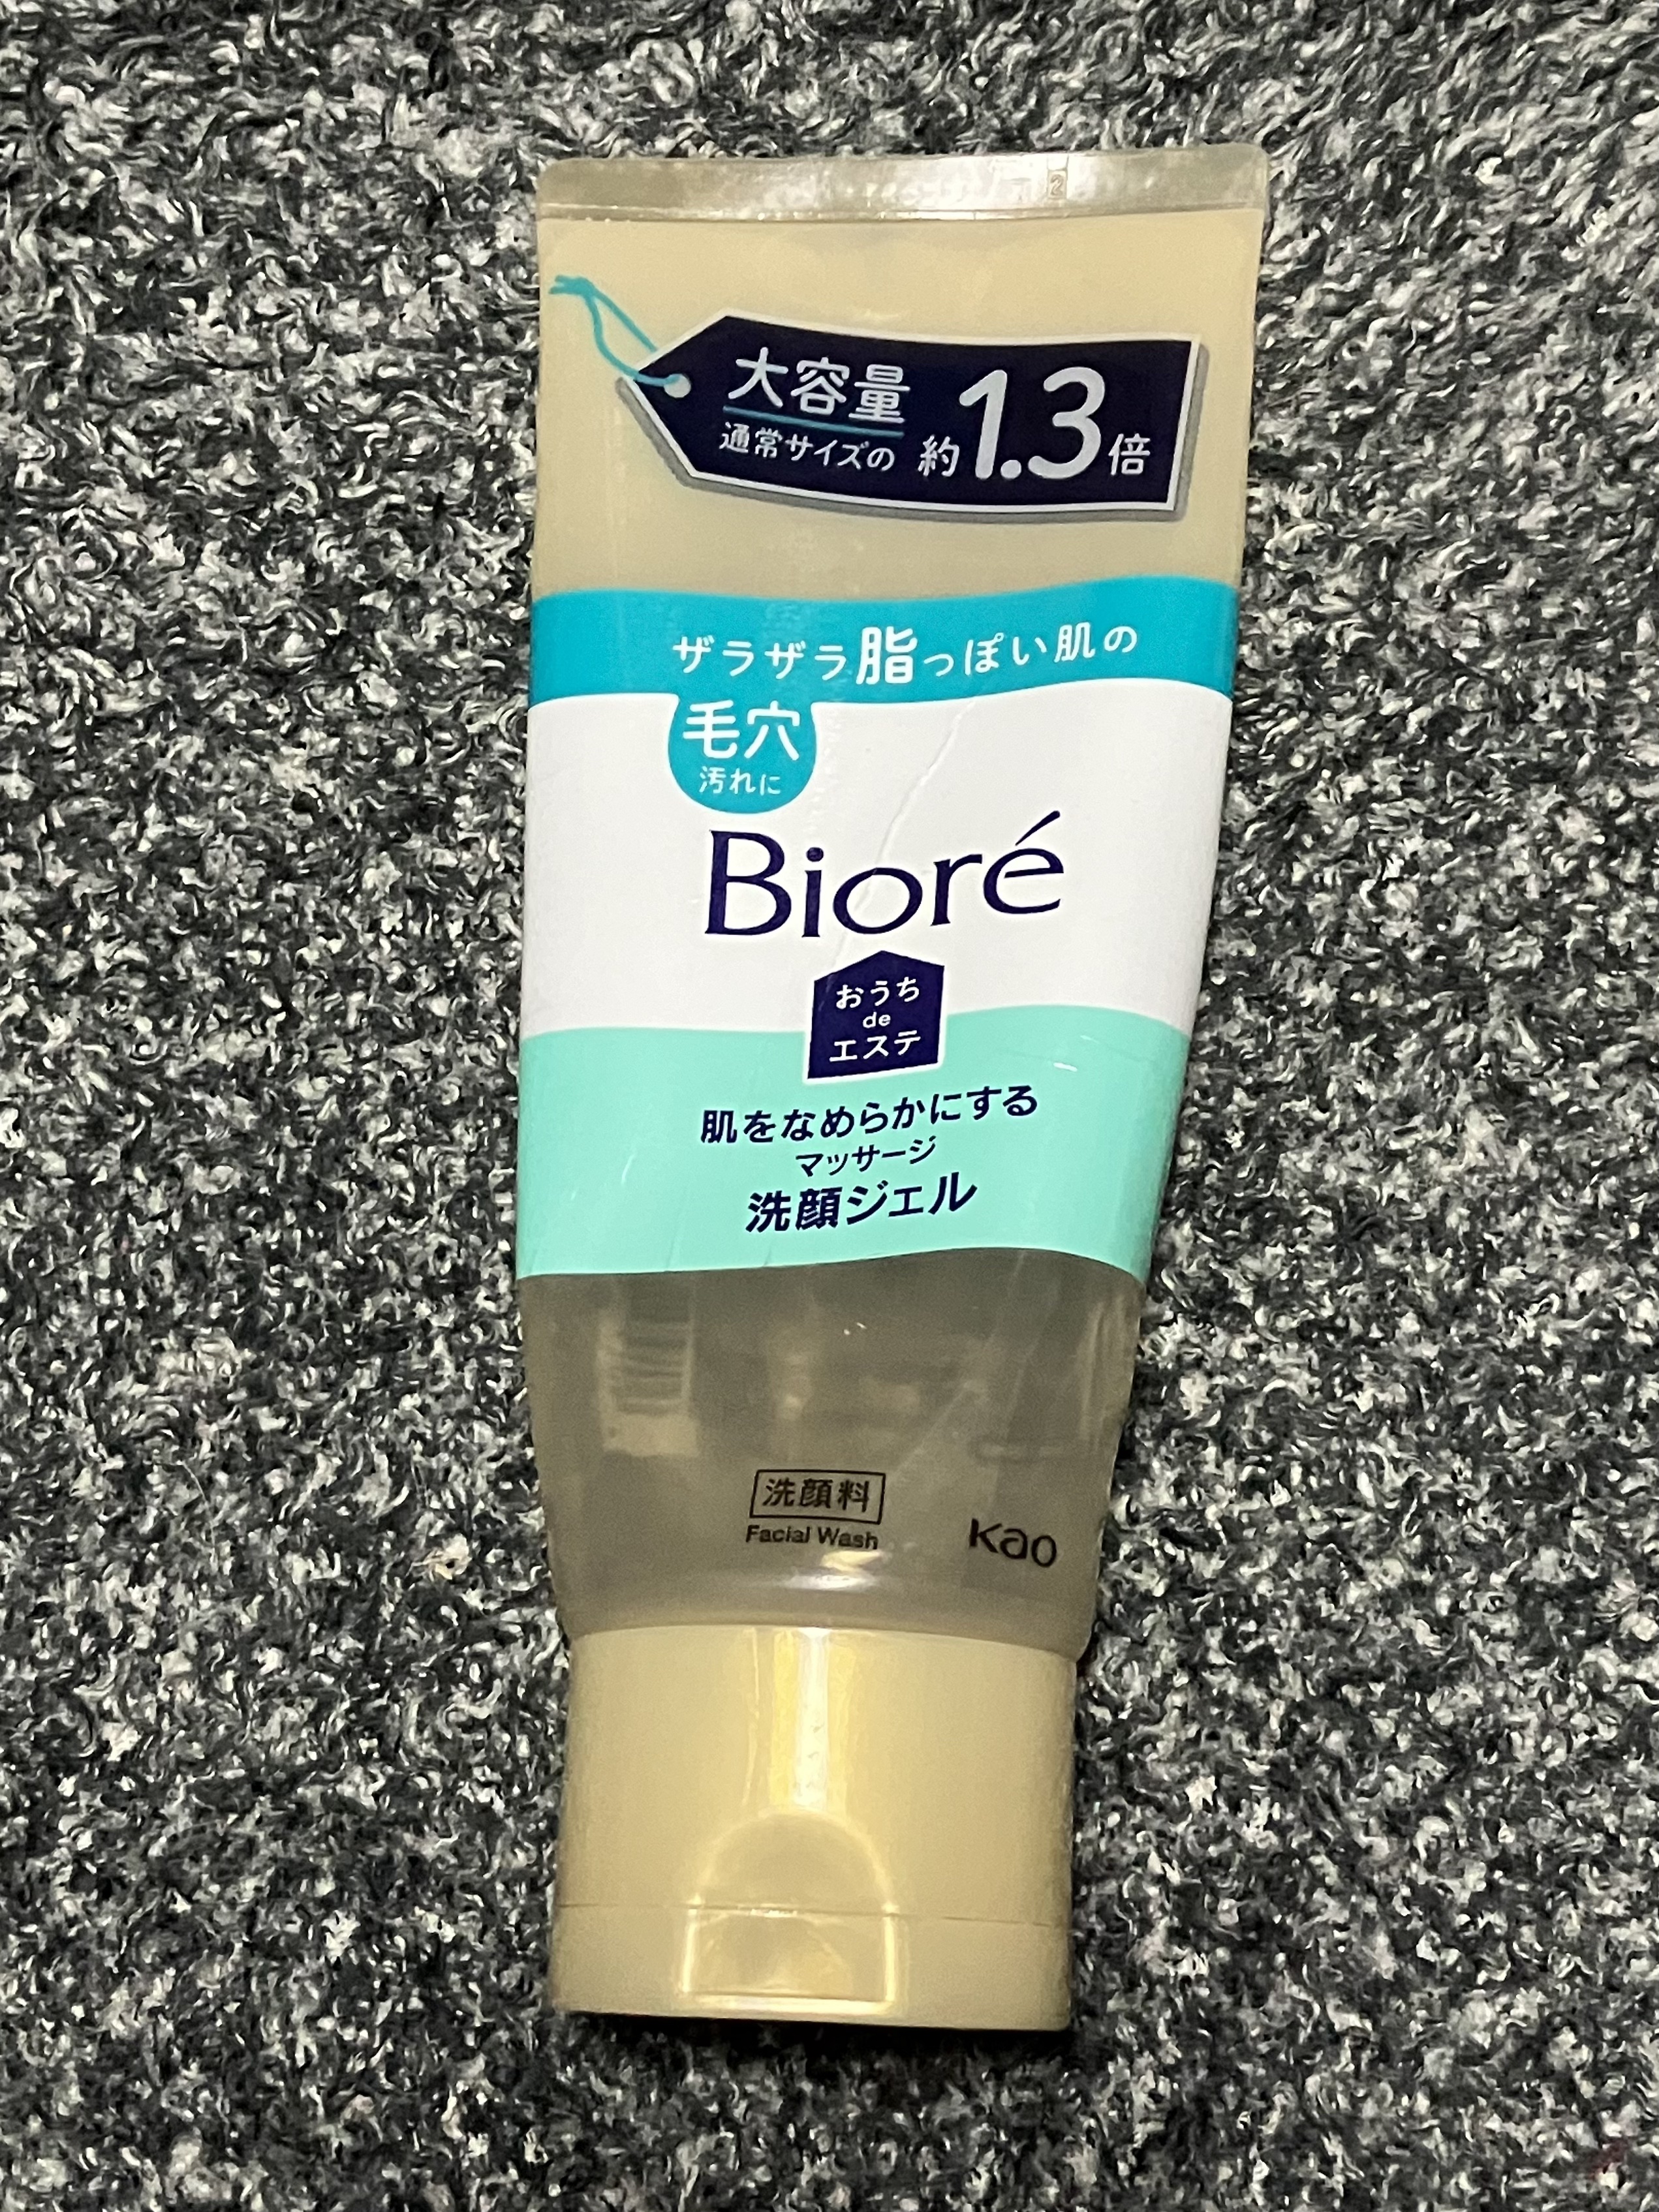 大容量
通常サイズの 約1.3倍
ザラザラ脂っぽい肌の
毛穴
汚れに
Bioré
おうち
de
エステ
肌をなめらかにする
マッサージ
洗顔ジェル
洗顔料
Facial Wash
Kao